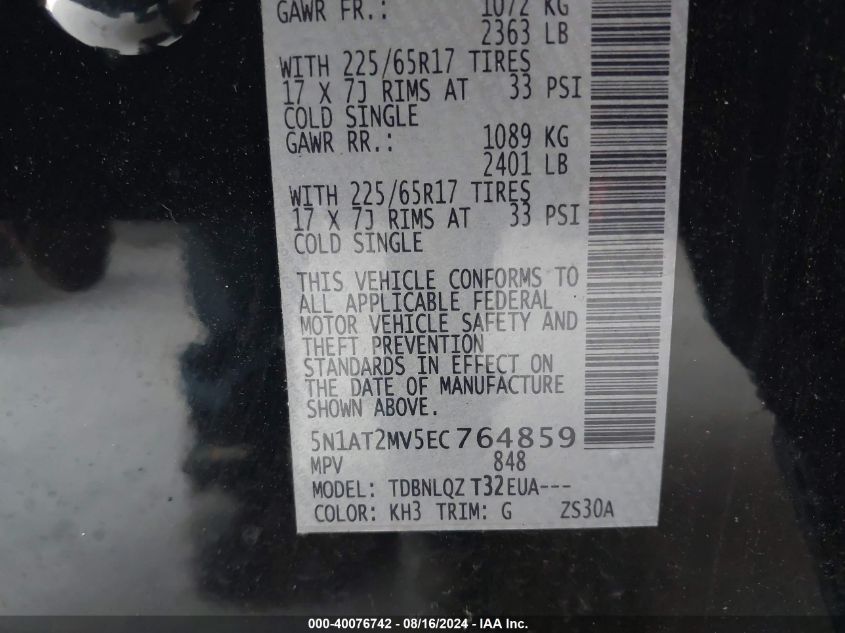 GAWR FR.: 1072 KG
2363 LB
WITH 225/65R17 TIRES
17 X 7J RIMS AT 33 PSI
COLD SINGLE
GAWR RR.: 1089 KG
2401 LB
WITH 225/65R17 TIRES
17 X 7J RIMS AT 33 PSI
COLD SINGLE
THIS VEHICLE CONFORMS TO
ALL APPLICABLE FEDERAL
MOTOR VEHICLE SAFETY AND
THEFT PREVENTION
STANDARDS IN EFFECT ON
THE DATE OF MANUFACTURE
SHOWN ABOVE.
5N1AT2MV5EC764859
MPV 848
MODEL: TDBNLQZ T32EUA---
COLOR: KH3 TRIM: G ZS30A
000-40076742 - 08/16/2024 - IAA Inc.